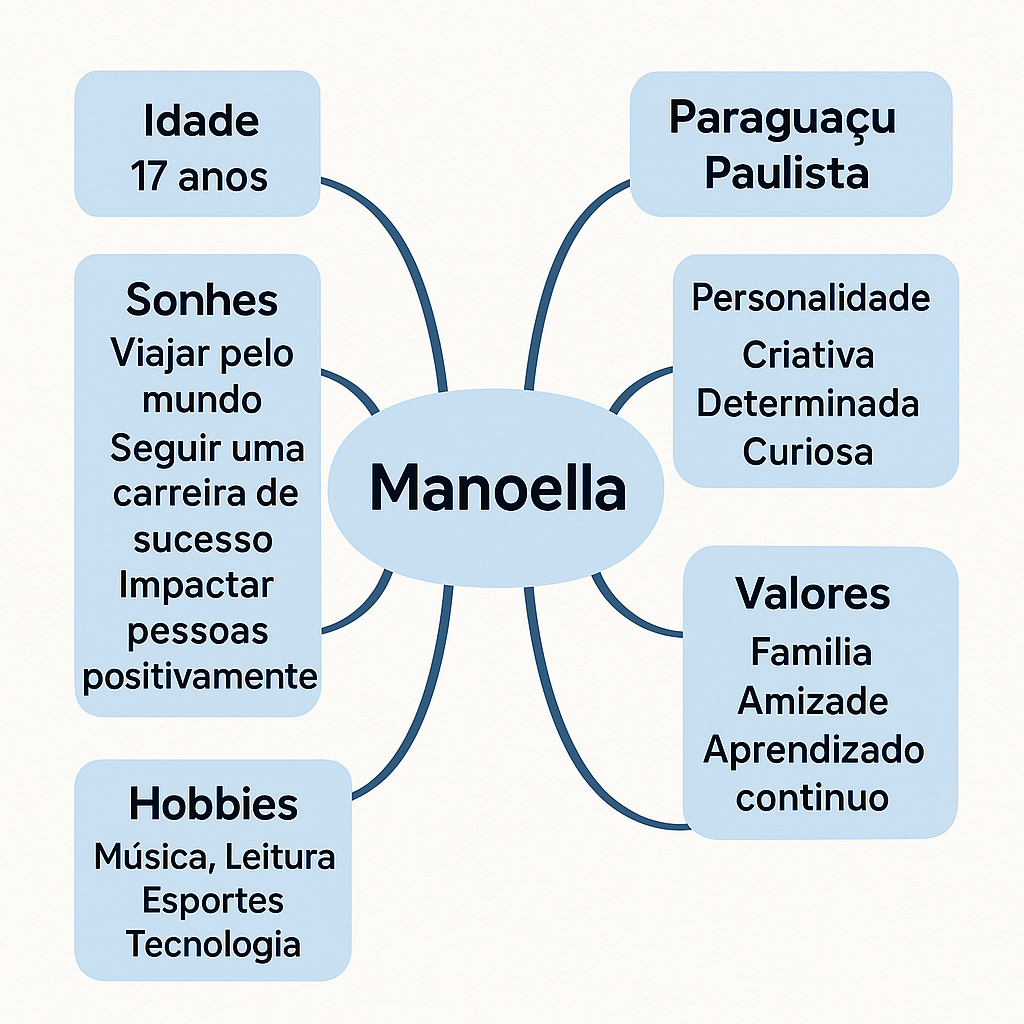 Idade
17 anos
Paraguaçu
Paulista
Sonhes
Viajar pelo
mundo
Seguir uma
carreira de
sucesso
Impactar
pessoas
positivamente
Personalidade
Criativa
Determinada
Curiosa
Manoella
Valores
Familia
Amizade
Aprendizado
continuo
Hobbies
Música, Leitura
Esportes
Tecnologia